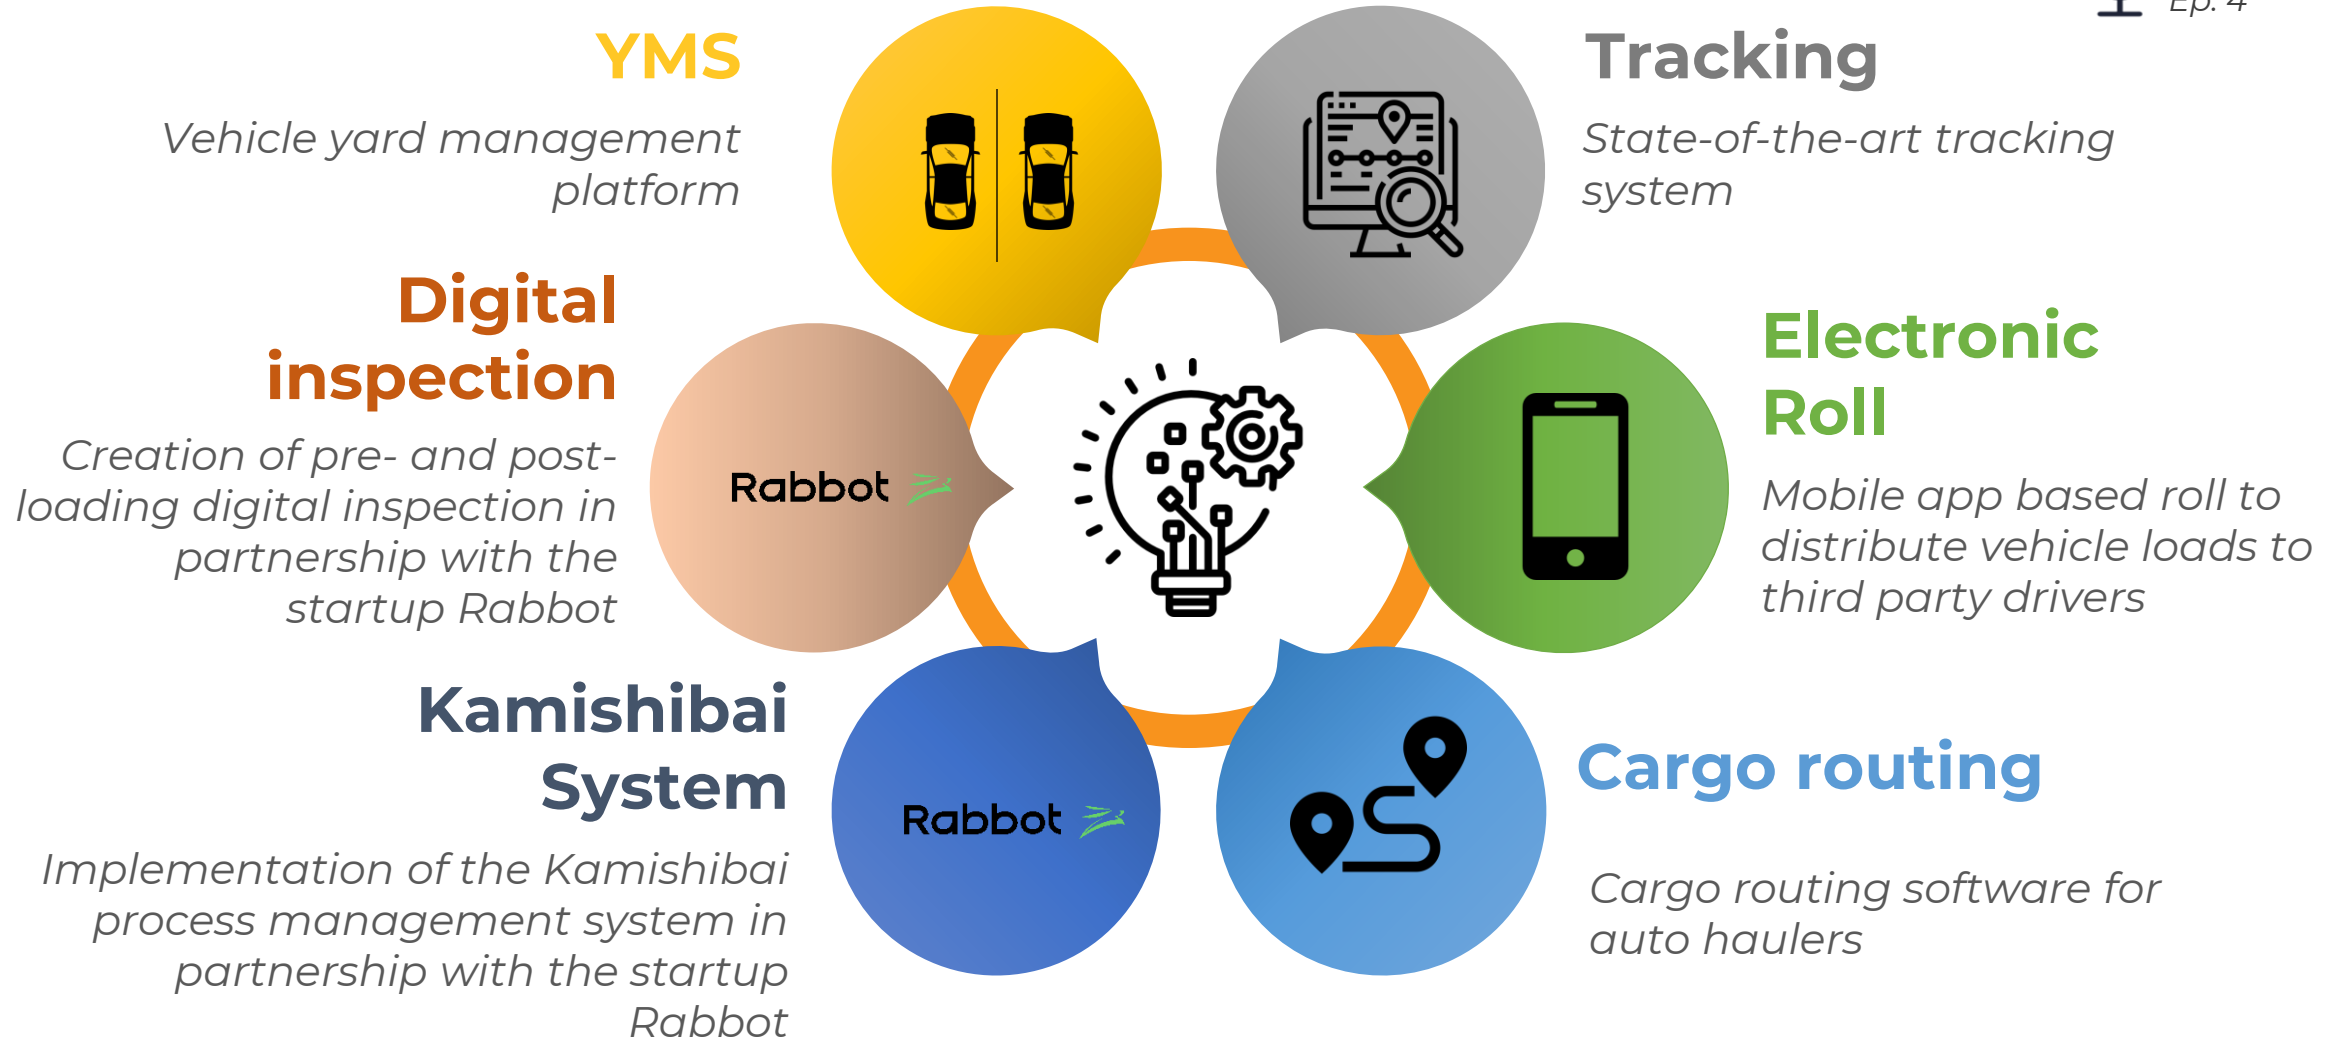 Ep. 4
YMS
Vehicle yard management
platform
Tracking
State-of-the-art tracking
system
Digital
inspection
Creation of pre- and post-
loading digital inspection in
partnership with the
startup Rabbot
Rabbot
Electronic
Roll
Mobile app based roll to
distribute vehicle loads to
third party drivers
Kamishibai
System
Implementation of the Kamishibai
process management system in
partnership with the startup
Rabbot
Rabbot
Cargo routing
Cargo routing software for
auto haulers